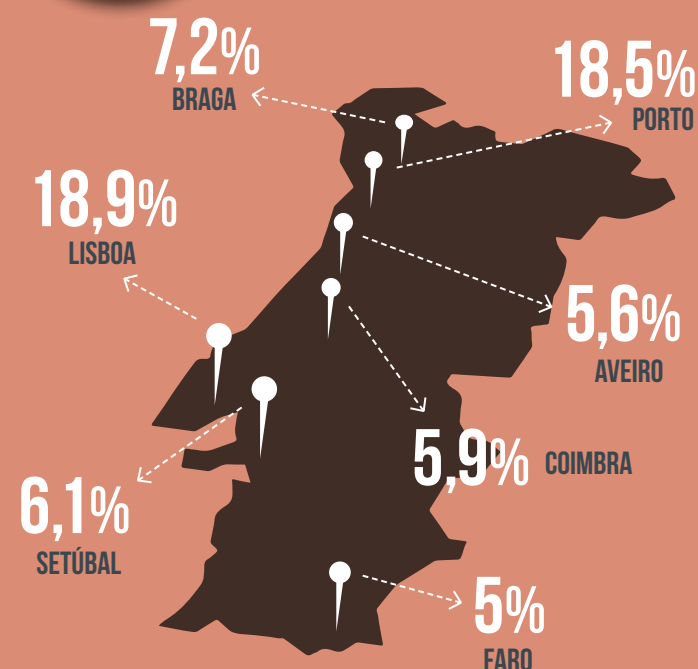 7,2%
BRAGA
18,5%
PORTO
18,9%
LISBOA
5,6%
AVEIRO
5,9% COIMBRA
6,1%
SETÚBAL
5%
FARO